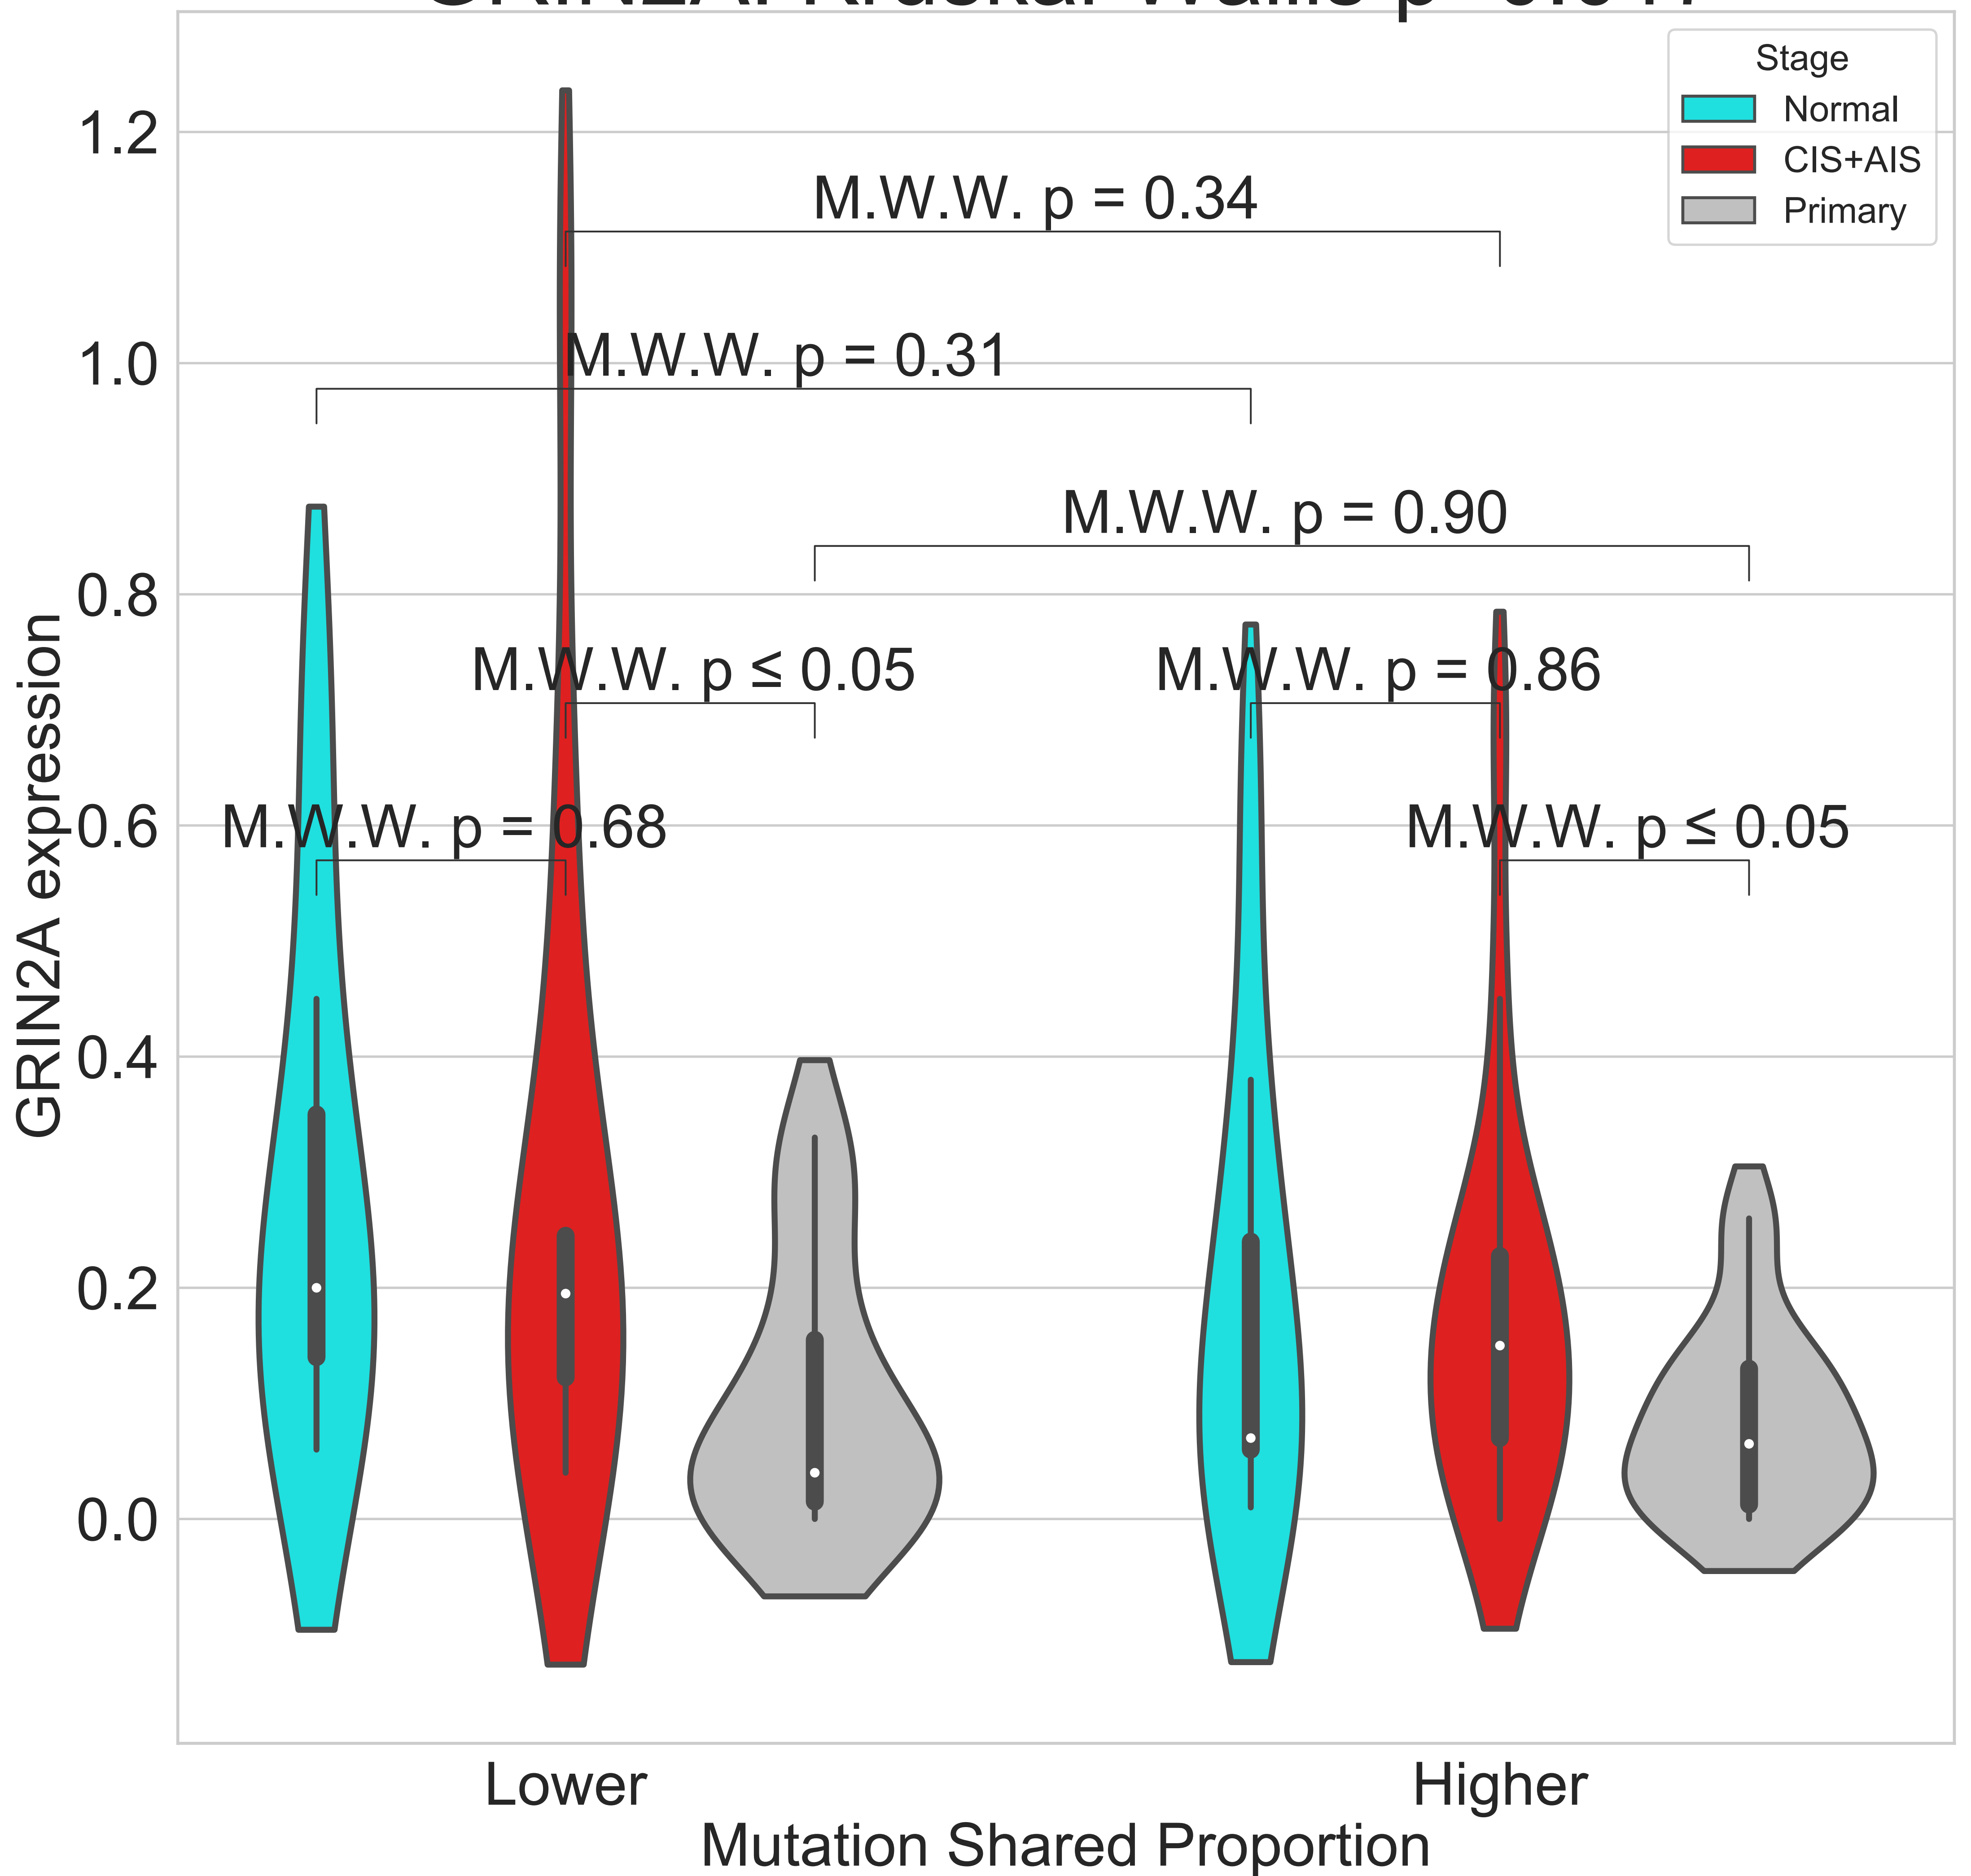 Stage
Normal
CIS+AIS
Primary
1.2
1.0
0.8
0.6
0.4
0.2
0.0
GRIN2A expression
M.W.W. p = 0.34
M.W.W. p = 0.31
M.W.W. p = 0.90
M.W.W. p ≤ 0.05
M.W.W. p = 0.86
M.W.W. p = 0.68
M.W.W. p ≤ 0.05
Lower
Higher
Mutation Shared Proportion